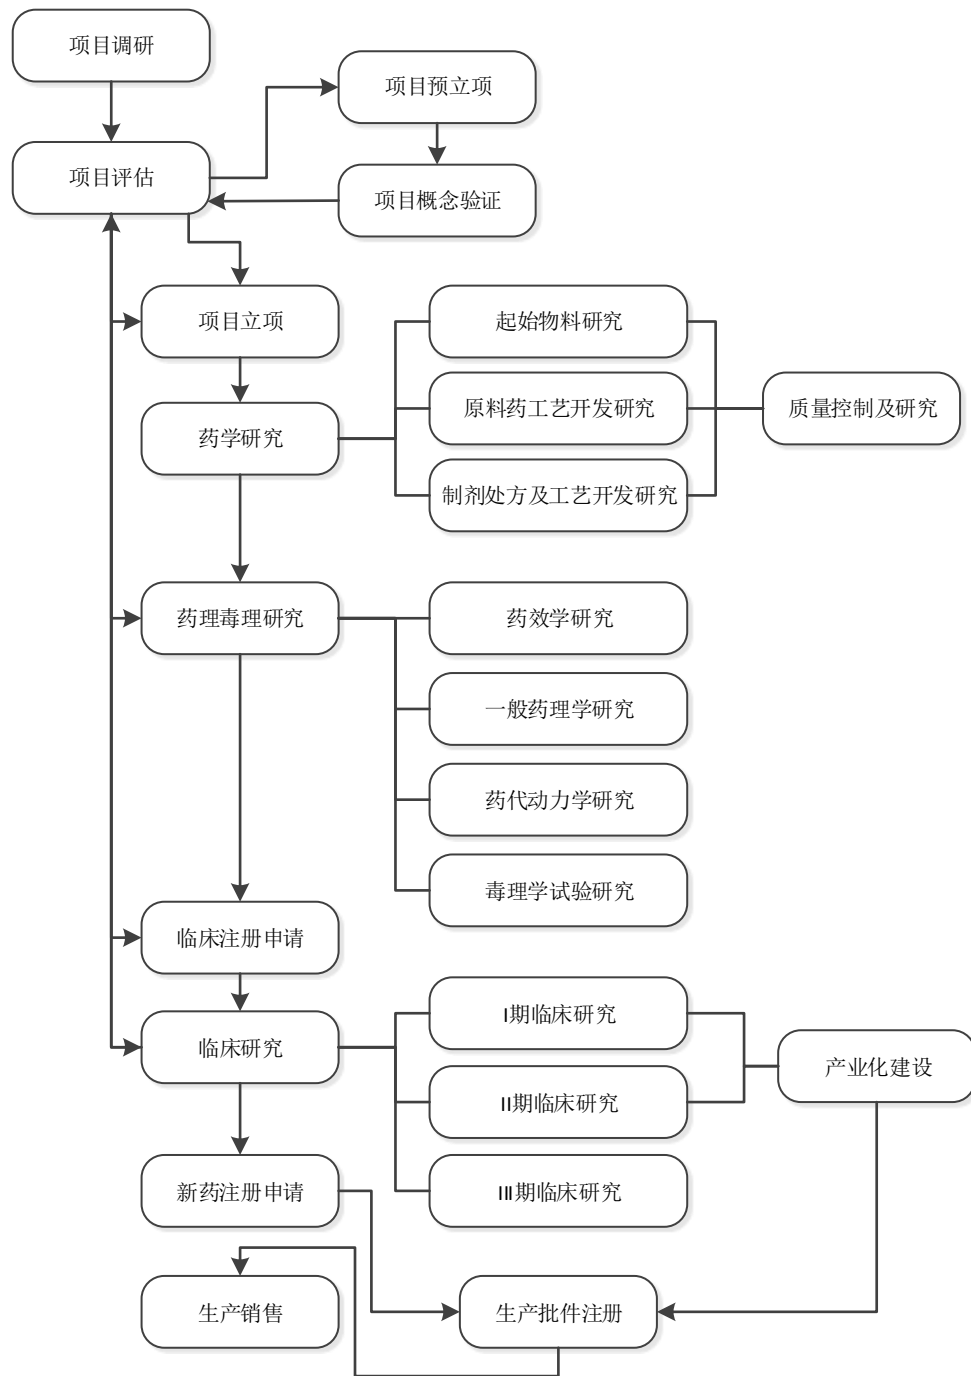 项目调研
项目预立项
项目评估
项目概念验证
项目立项
起始物料研究
原料药工艺开发研究
质量控制及研究
药学研究
制剂处方及工艺开发研究
药理毒理研究
药效学研究
一般药理学研究
药代动力学研究
毒理学试验研究
临床注册申请
I期临床研究
临床研究
产业化建设
II期临床研究
新药注册申请
III期临床研究
生产销售
生产批件注册